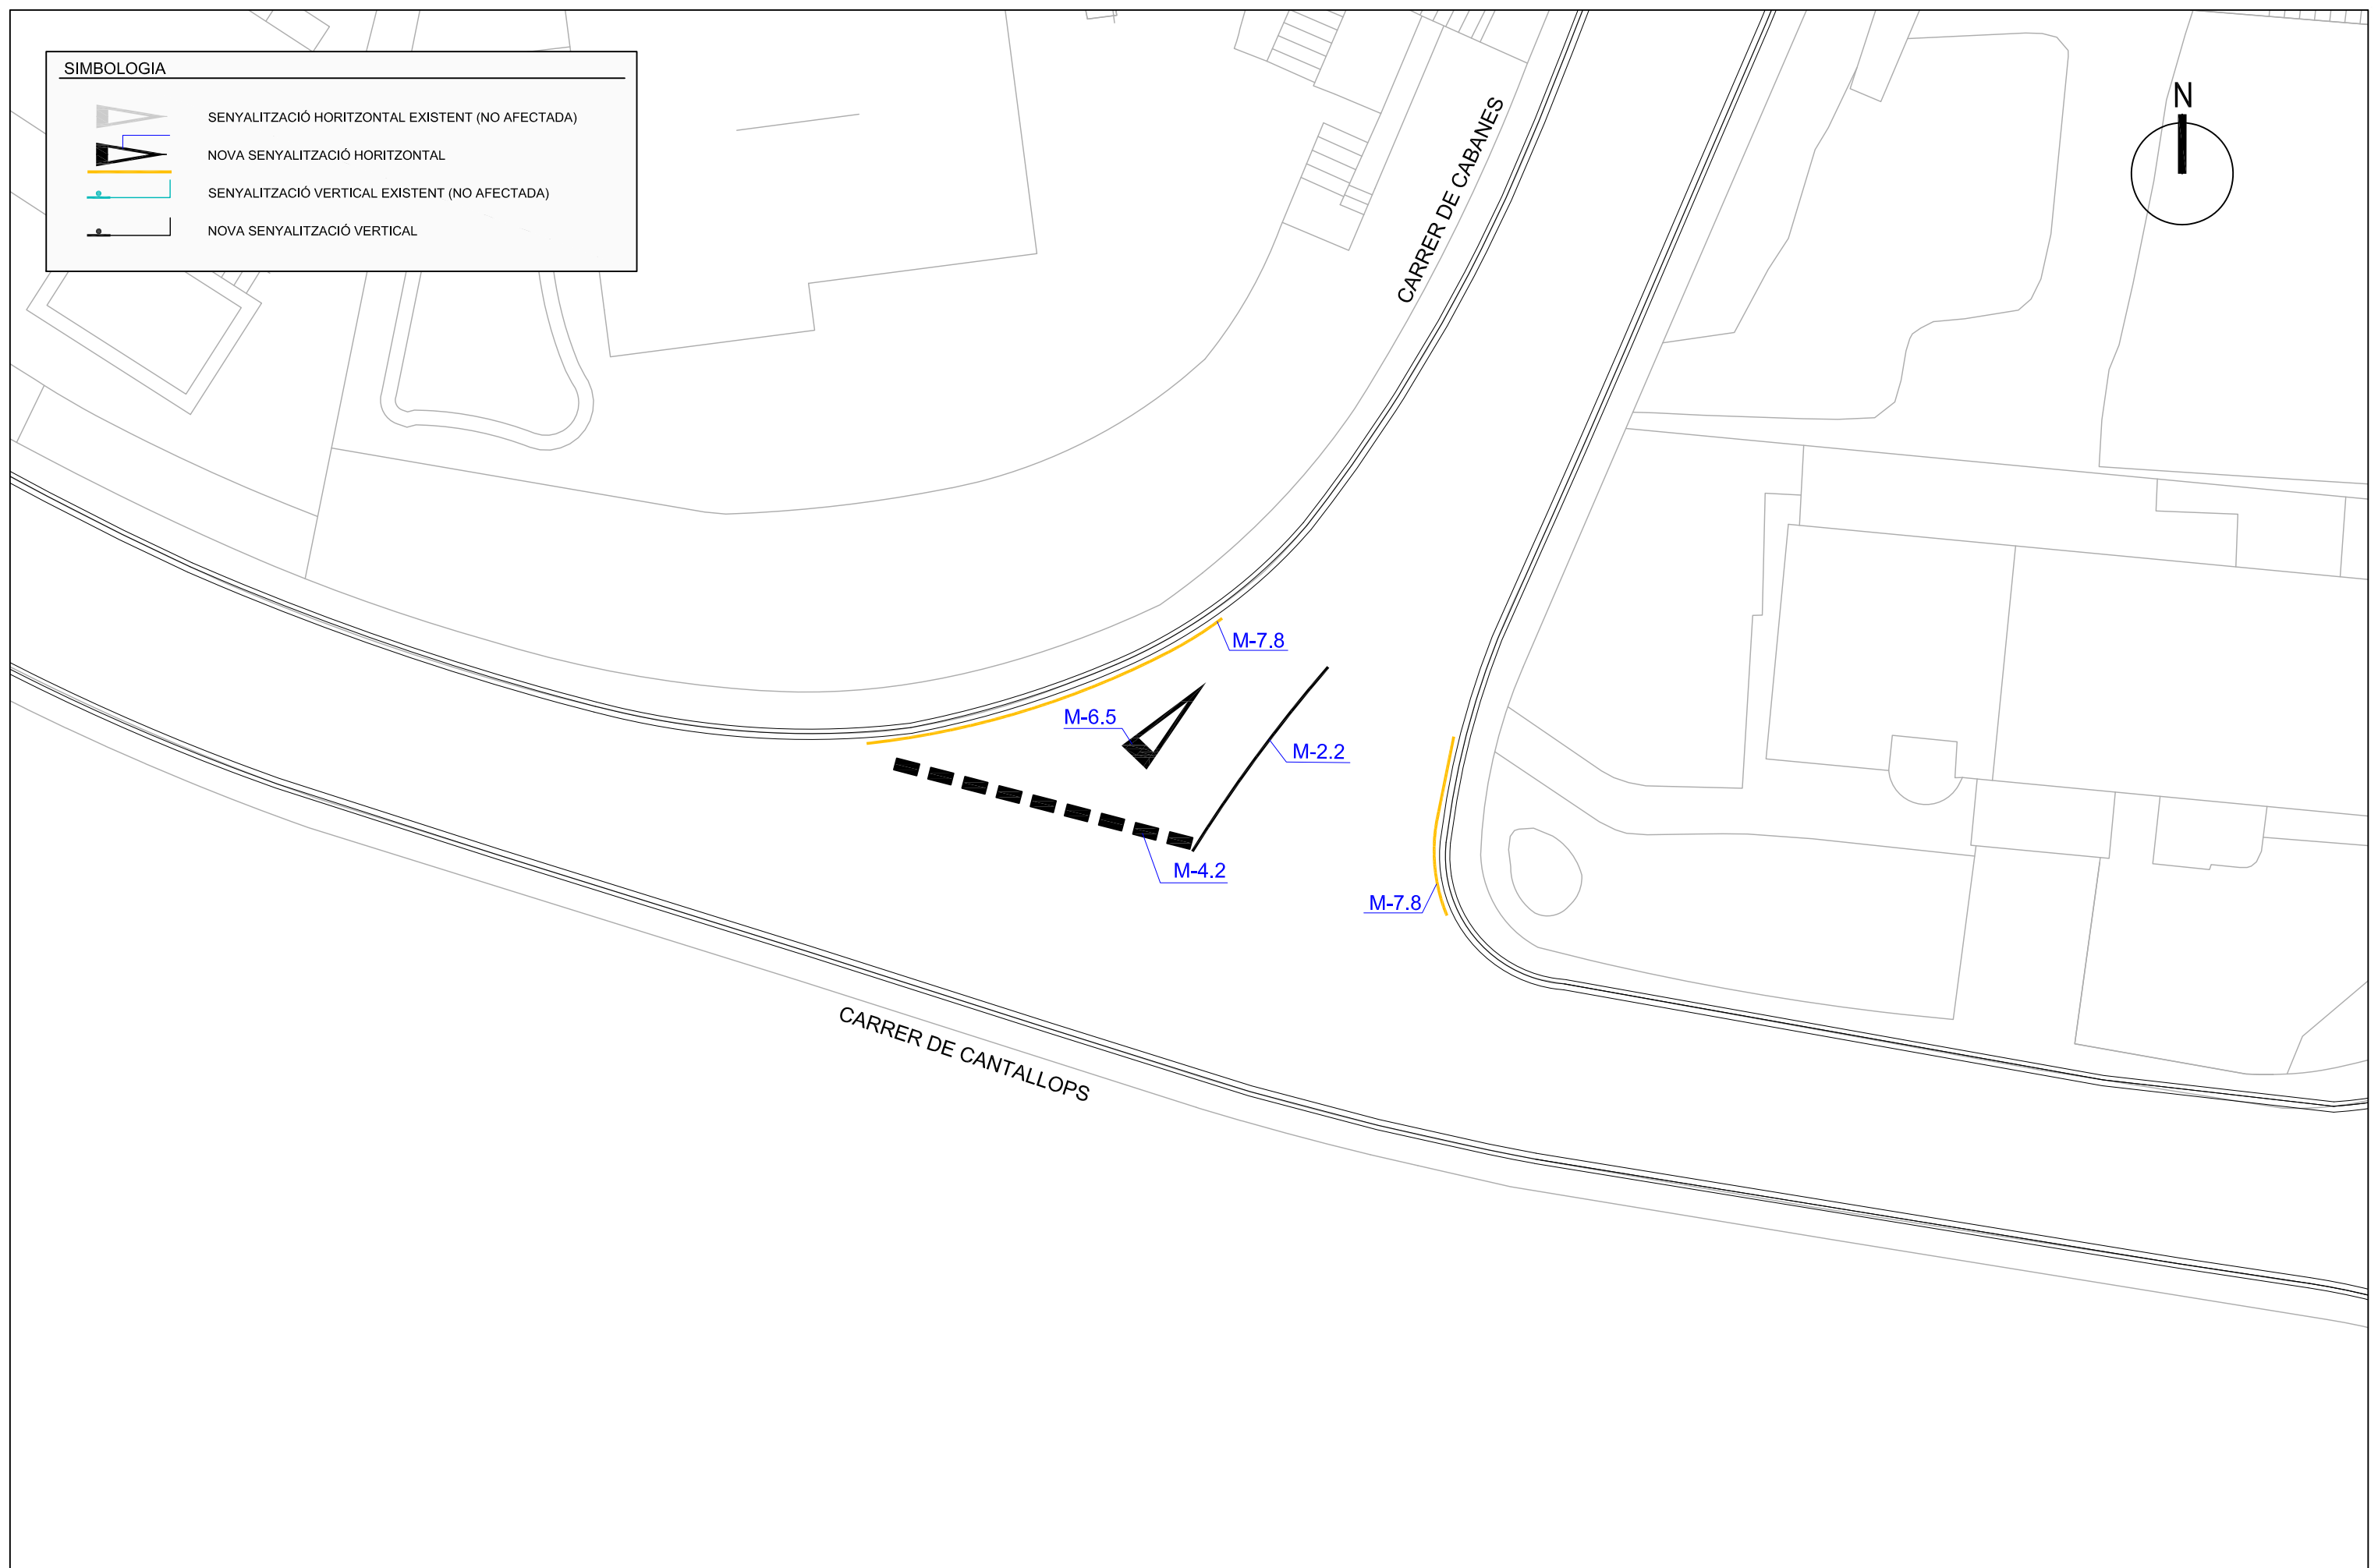 SIMBOLOGIA
SENYALITZACIÓ HORITZONTAL EXISTENT (NO AFECTADA)
NOVA SENYALITZACIÓ HORITZONTAL
SENYALITZACIÓ VERTICAL EXISTENT (NO AFECTADA)
NOVA SENYALITZACIÓ VERTICAL
N
CARRER DE CABANES
M-7.8
M-6.5
M-2.2
M-4.2
M-7.8
CARRER DE CANTALLOPS